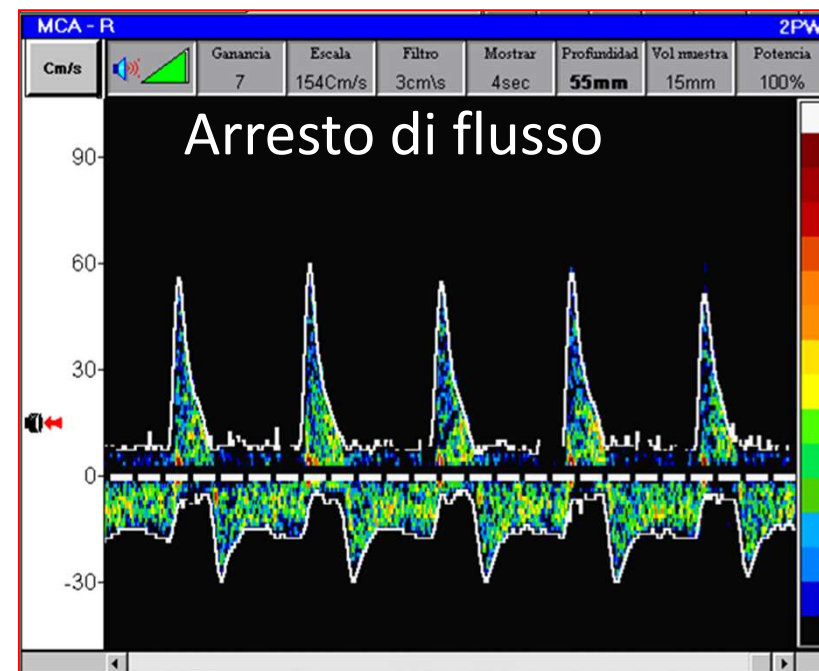 MCA - R 2PW
Cm/s
Ganancia Escala Filtro Mostrar Profundidad Vol muestra Potencia
7 154Cm/s 3cm\s 4sec 55mm 15mm 100%
Arresto di flusso
90-
60-
30-
0-
-30-